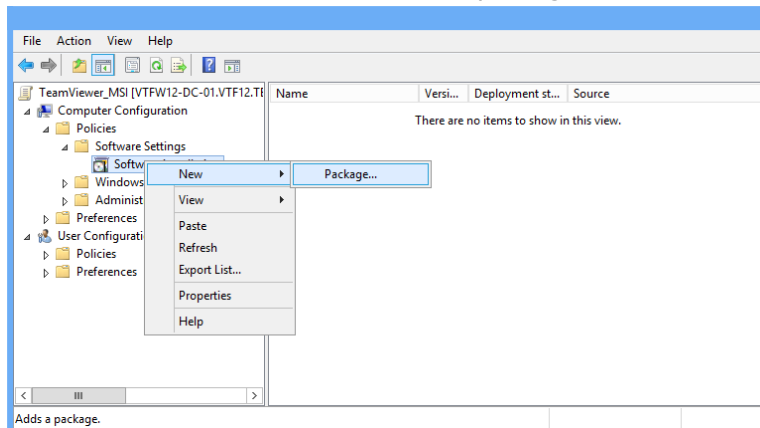 File Action View Help
TeamViewer_MSI [VTFW12-DC-01.VTF12.TE
Name Versi... Deployment st... Source
Computer Configuration
There are no items to show in this view.
Policies
Software Settings
Softw
New Package...
Windows
View
Administ
Preferences
Paste
User Configurati
Refresh
Policies
Export List...
Preferences
Properties
Help
Adds a package.